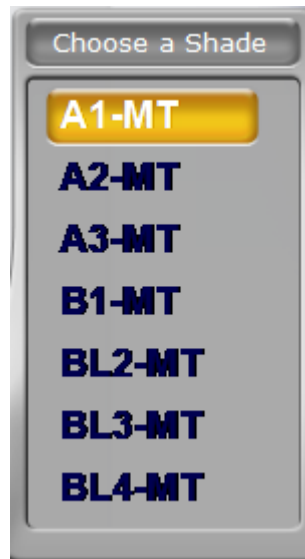 Choose a Shade
A1-MT
A2-MT
A3-MT
B1-MT
BL2-MT
BL3-MT
BL4-MT